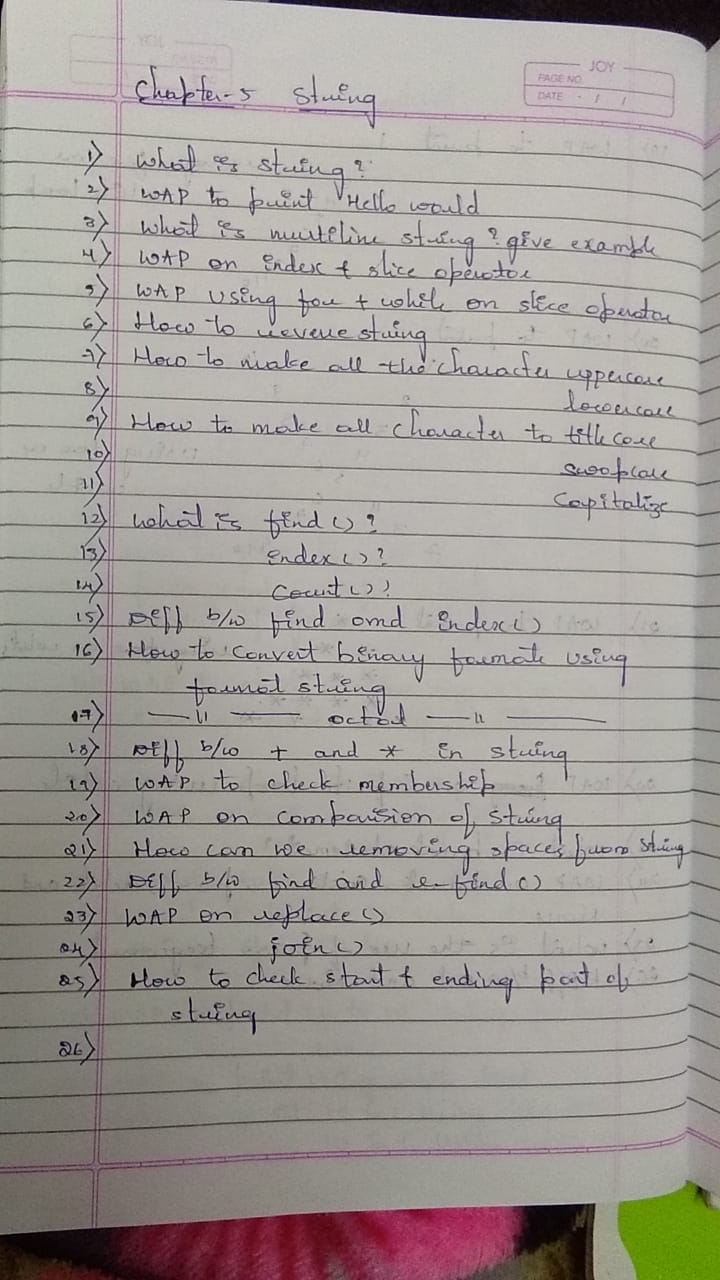 JOY
PAGE NO.
DATE / /
Chapter-5 String
1) What is string?
2) WAP to print Hello world
3) What is multiline string? give example
4) WAP on index & slice operator
5) WAP using for & while on slice operator
6) How to reverse string
7) How to make all the character uppercase
8) lowercase
9) How to make all character to title case
10) swapcase
11) Capitalize
12) What is find()?
13) index()?
14) Count()?
15) Diff b/w find and index()
16) How to convert binary formate using
format string
17) —〃— octal —〃—
18) Diff b/w + and * in string
19) WAP to check membership
20) WAP on comparision of string
21) How can we removing spaces from string
22) Diff b/w find and r-find()
23) WAP on replace()
24) join()
25) How to check start & ending part of
string
26)